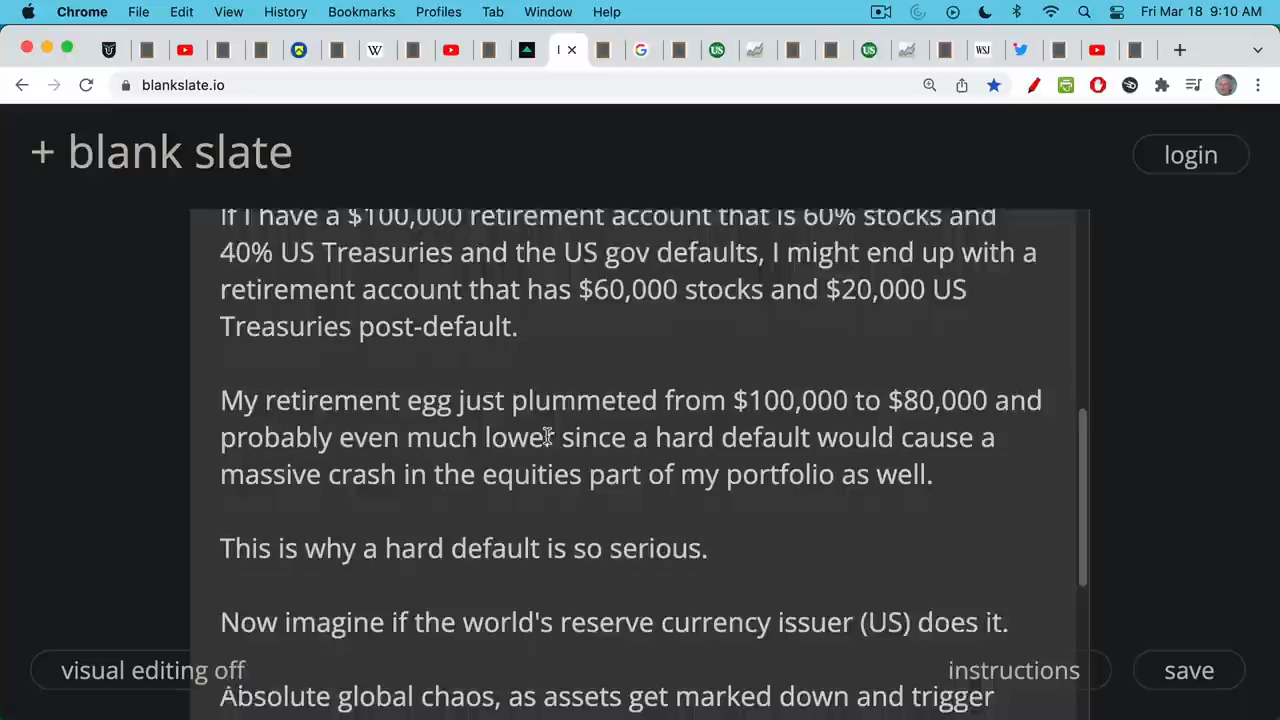 Chrome File Edit View History Bookmarks Profiles Tab Window Help Fri Mar 18 9:10 AM
W US US WSJ
blankslate.io
+ blank slate
login
If I have a $100,000 retirement account that is 60% stocks and
40% US Treasuries and the US gov defaults, I might end up with a
retirement account that has $60,000 stocks and $20,000 US
Treasuries post-default.
My retirement egg just plummeted from $100,000 to $80,000 and
probably even much lower since a hard default would cause a
massive crash in the equities part of my portfolio as well.
This is why a hard default is so serious.
Now imagine if the world's reserve currency issuer (US) does it.
visual editing off
instructions
save
Absolute global chaos, as assets get marked down and trigger